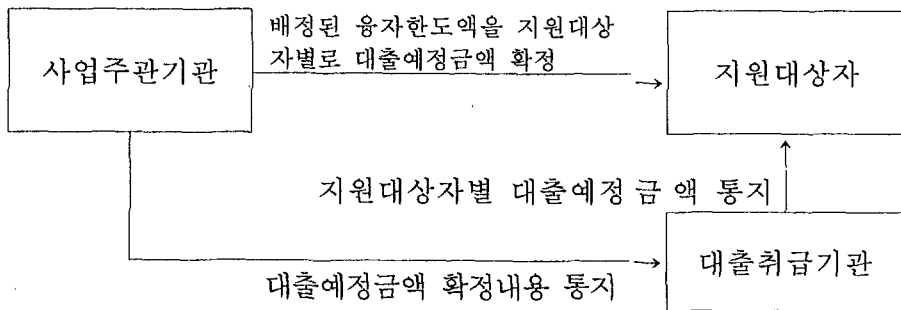 배정된 융자한도액을 지원대상
자별로 대출예정금액 확정
사업주관기관
지원대상자
지원대상자별 대출예정금액 통지
대출취급기관
대출예정금액 확정내용 통지